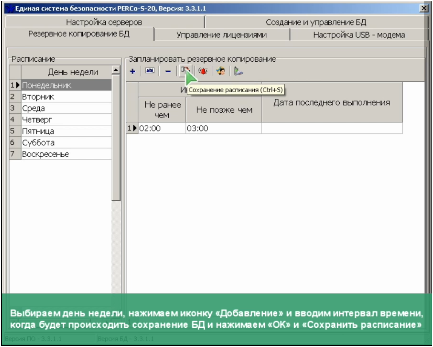 Единая система безопасности PERCo-S-20, Версия: 3.3.1.1
Настройка серверов
Создание и управление БД
Резервное копирование БД
Управление лицензиями
Настройка USB - модема
Расписание
День недели
1 Понедельник
2 Вторник
3 Среда
4 Четверг
5 Пятница
6 Суббота
7 Воскресенье
Запланировать резервное копирование
Сохранение расписания (Ctrl+S)
Не ранее чем
Не позже чем
Дата последнего выполнения
1 02:00 03:00
Выбираем день недели, нажимаем иконку «Добавление» и вводим интервал времени,
когда будет происходить сохранение БД и нажимаем «ОК» и «Сохранить расписание»